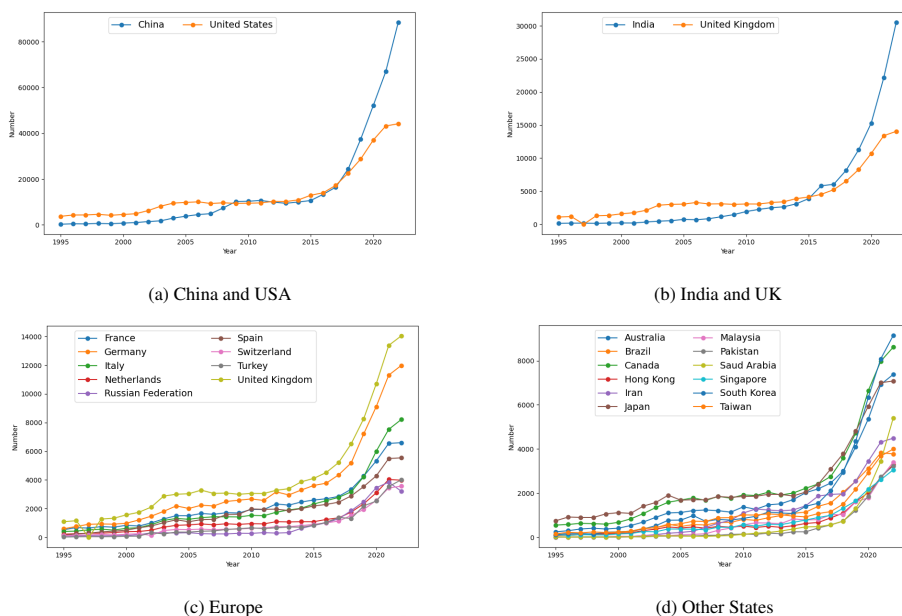 China United States
Number
80000
60000
40000
20000
0
1995 2000 2005 2010 2015 2020
Year
(a) China and USA
India United Kingdom
Number
30000
25000
20000
15000
10000
5000
0
1995 2000 2005 2010 2015 2020
Year
(b) India and UK
France Spain
Germany Switzerland
Italy Turkey
Netherlands United Kingdom
Russian Federation
Number
14000
12000
10000
8000
6000
4000
2000
0
1995 2000 2005 2010 2015 2020
Year
(c) Europe
Australia Malaysia
Brazil Pakistan
Canada Saudi Arabia
Hong Kong Singapore
Iran South Korea
Japan Taiwan
Number
8000
6000
4000
2000
0
1995 2000 2005 2010 2015 2020
Year
(d) Other States